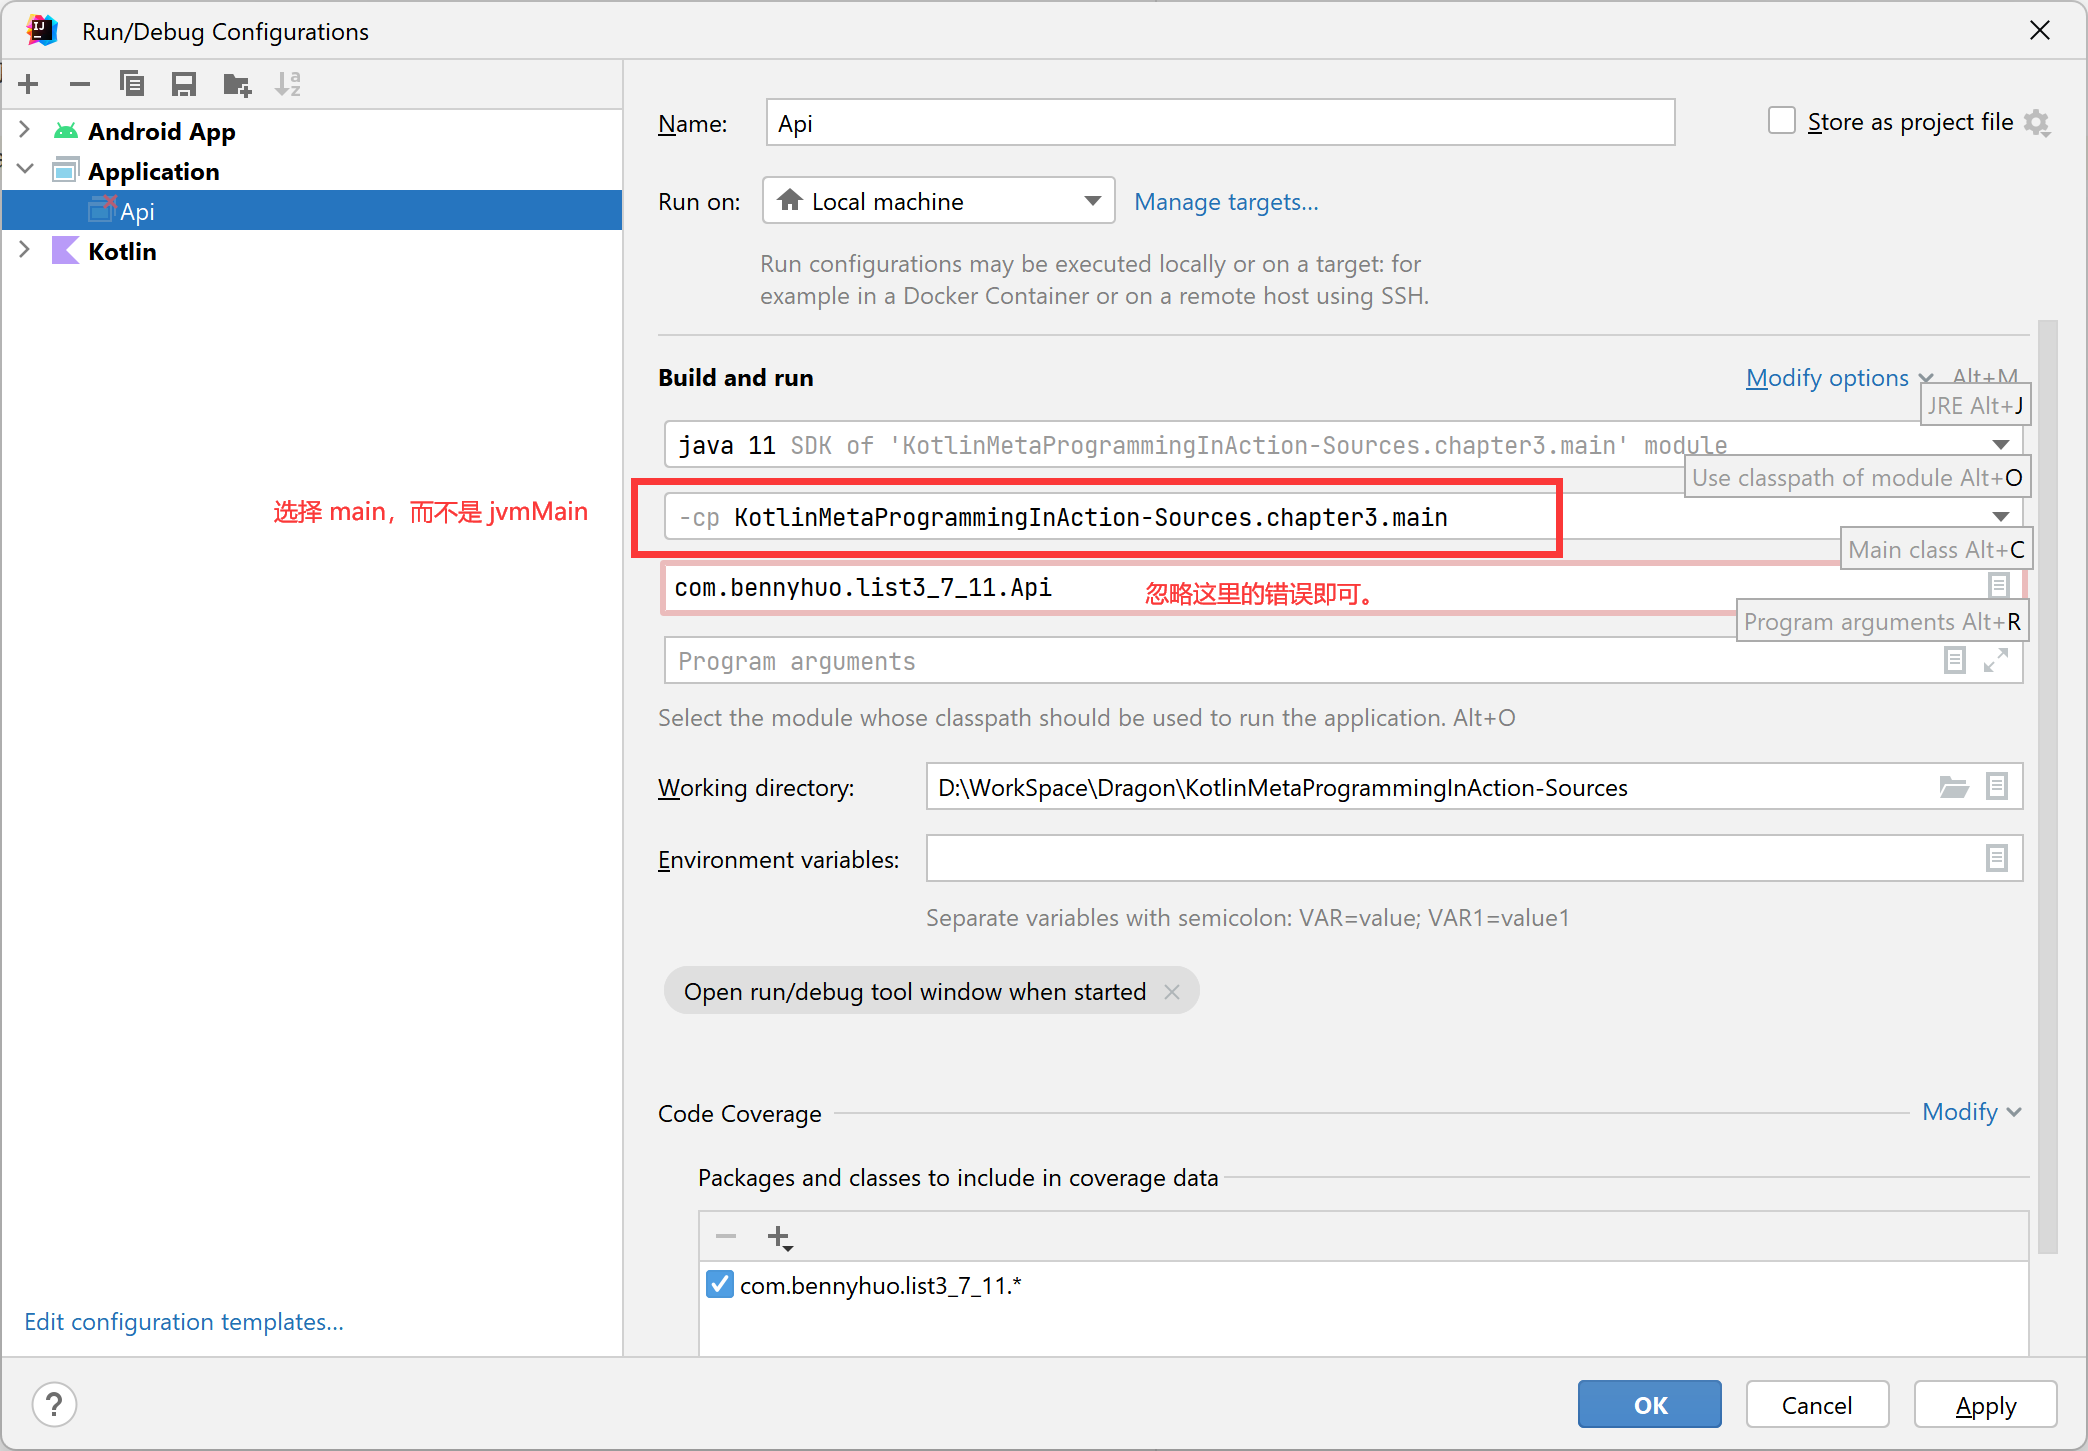 Run/Debug Configurations
Android App
Application
Api
Kotlin
选择 main，而不是 jvmMain
Edit configuration templates...
Name:
Api
Store as project file
Run on:
Local machine
Manage targets...
Run configurations may be executed locally or on a target: for
example in a Docker Container or on a remote host using SSH.
Build and run
Modify options
Alt+M
JRE Alt+J
java 11 SDK of 'KotlinMetaProgrammingInAction-Sources.chapter3.main' module
Use classpath of module Alt+O
-cp KotlinMetaProgrammingInAction-Sources.chapter3.main
Main class Alt+C
com.bennyhuo.list3_7_11.Api
忽略这里的错误即可。
Program arguments Alt+R
Program arguments
Select the module whose classpath should be used to run the application. Alt+O
Working directory:
D:\WorkSpace\Dragon\KotlinMetaProgrammingInAction-Sources
Environment variables:
Separate variables with semicolon: VAR=value; VAR1=value1
Open run/debug tool window when started
Code Coverage
Modify
Packages and classes to include in coverage data
com.bennyhuo.list3_7_11.*
?
OK
Cancel
Apply